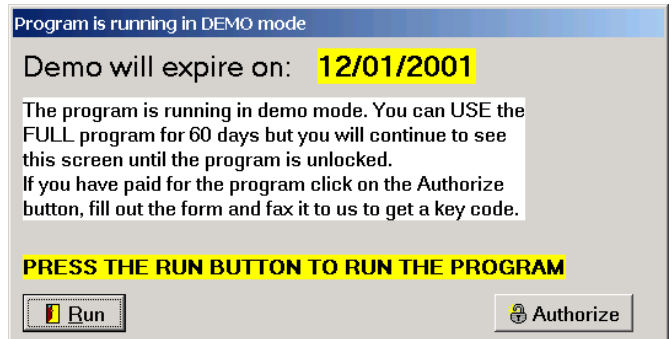 Program is running in DEMO mode
Demo will expire on: 12/01/2001
The program is running in demo mode. You can USE the
FULL program for 60 days but you will continue to see
this screen until the program is unlocked.
If you have paid for the program click on the Authorize
button, fill out the form and fax it to us to get a key code.
PRESS THE RUN BUTTON TO RUN THE PROGRAM
Run Authorize